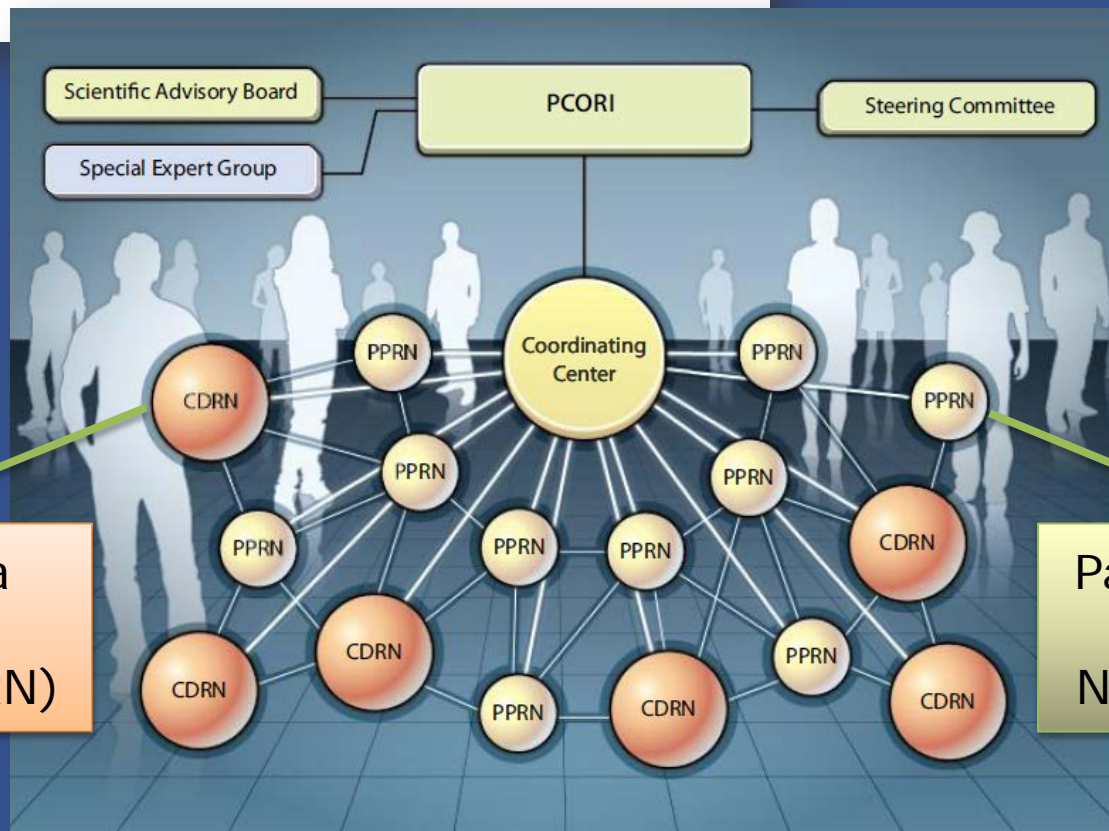 Scientific Advisory Board
PCORI
Steering Committee
Special Expert Group
Coordinating
Center
PPRN
PPRN
CDRN
PPRN
PPRN
PPRN
PPRN
PPRN
PPRN
CDRN
CDRN
PPRN
CDRN
PPRN
CDRN
CDRN
a
RN)
Pa
N